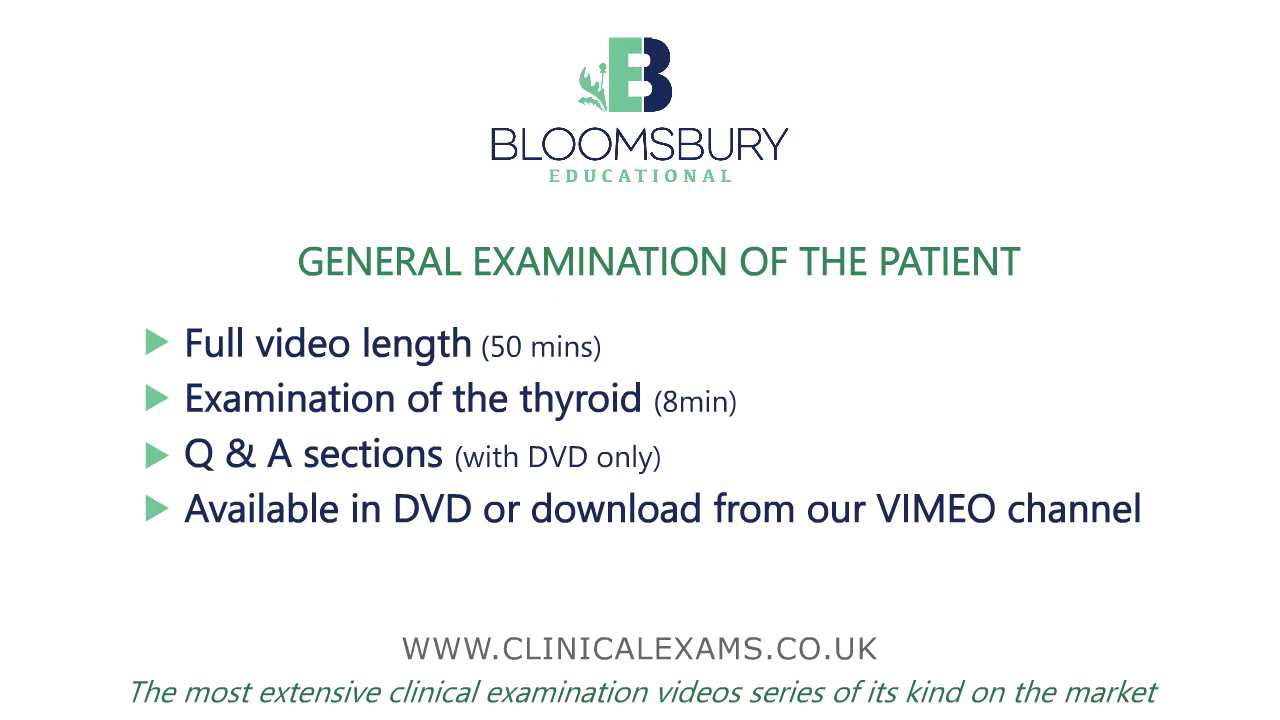 EB
BLOOMSBURY
EDUCATIONAL
GENERAL EXAMINATION OF THE PATIENT
Full video length (50 mins)
Examination of the thyroid (8min)
Q & A sections (with DVD only)
Available in DVD or download from our VIMEO channel
WWW.CLINICALEXAMS.CO.UK
The most extensive clinical examination videos series of its kind on the market